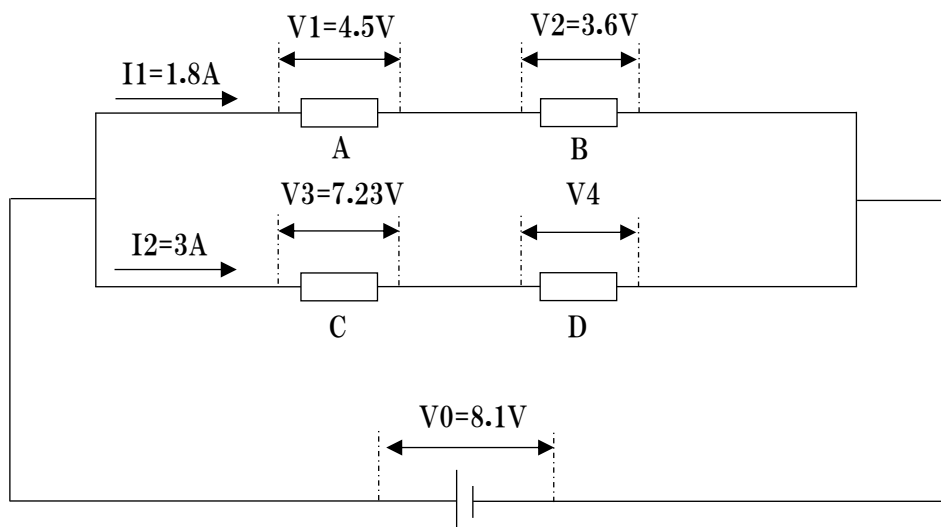 V1=4.5V
V2=3.6V
I1=1.8A
A
B
V3=7.23V
V4
I2=3A
C
D
V0=8.1V